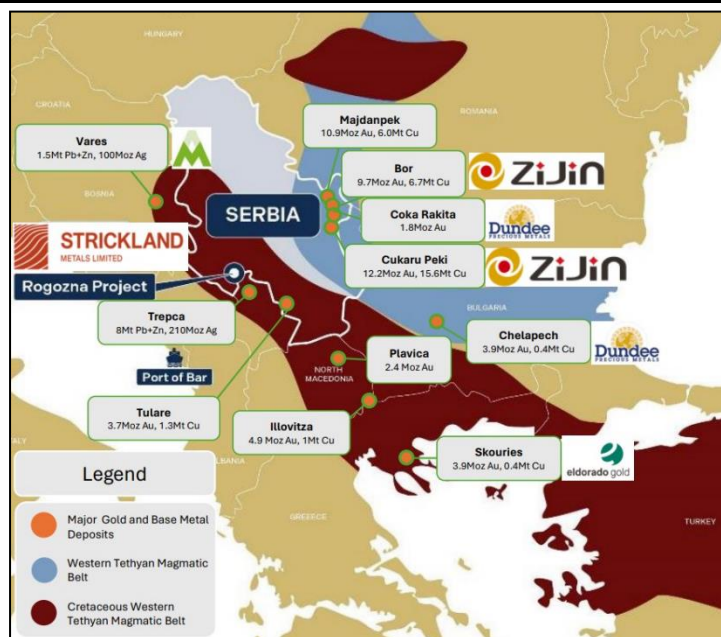 HUNGARY
CROATIA
ROMANIA
Majdanpek
10.9Moz Au, 6.0Mt Cu
Vares
1.5Mt Pb+Zn, 100Moz Ag
Bor
9.7Moz Au, 6.7Mt Cu
ZIJIN
BOSNIA
SERBIA
Coka Rakita
1.8Moz Au
Dundee
PRECIOUS METALS
STRICKLAND
METALS LIMITED
Cukaru Peki
12.2Moz Au, 15.6Mt Cu
ZIJIN
Rogozna Project
BULGARIA
Trepca
8Mt Pb+Zn, 210Moz Ag
Chelapech
3.9Moz Au, 0.4Mt Cu
Dundee
PRECIOUS METALS
Port of Bar
Plavica
2.4 Moz Au
NORTH
MACEDONIA
Tulare
3.7Moz Au, 1.3Mt Cu
Illovitza
4.9 Moz Au, 1Mt Cu
ITALY
ALBANIA
Skouries
3.9Moz Au, 0.4Mt Cu
eldorado gold
Legend
GREECE
TURKEY
Major Gold and Base Metal
Deposits
Western Tethyan Magmatic
Belt
Cretaceous Western
Tethyan Magmatic Belt